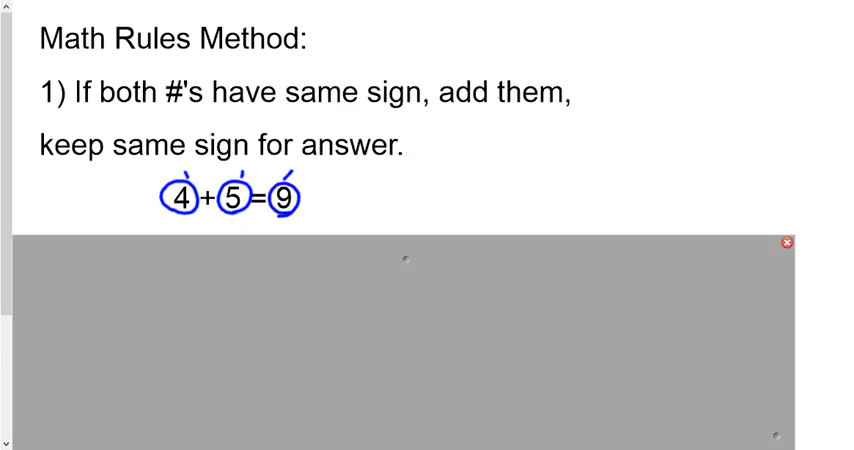 Math Rules Method:
1) If both #'s have same sign, add them,
keep same sign for answer.
4+5=9